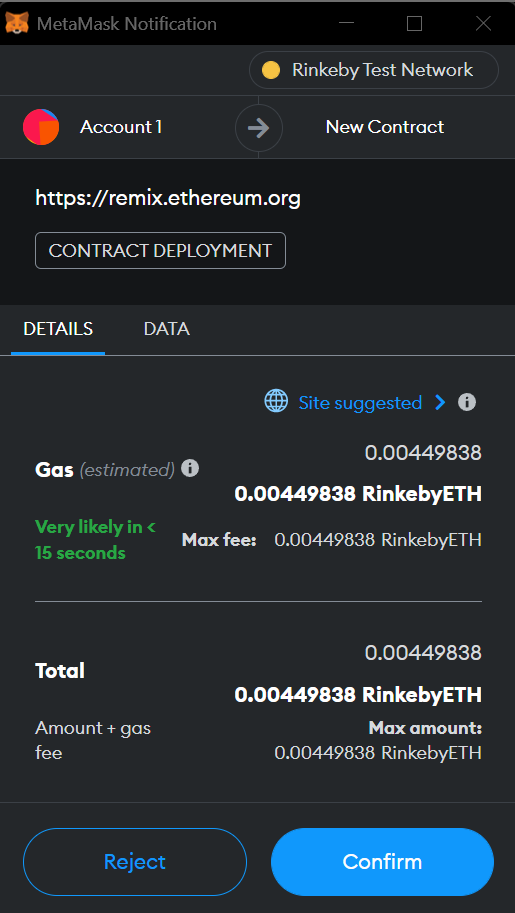 MetaMask Notification
Rinkeby Test Network
Account 1
New Contract
https://remix.ethereum.org
CONTRACT DEPLOYMENT
DETAILS DATA
Site suggested
0.00449838
Gas (estimated)
0.00449838 RinkebyETH
Very likely in <
15 seconds
Max fee: 0.00449838 RinkebyETH
0.00449838
Total
0.00449838 RinkebyETH
Amount + gas
fee
Max amount:
0.00449838 RinkebyETH
Reject
Confirm